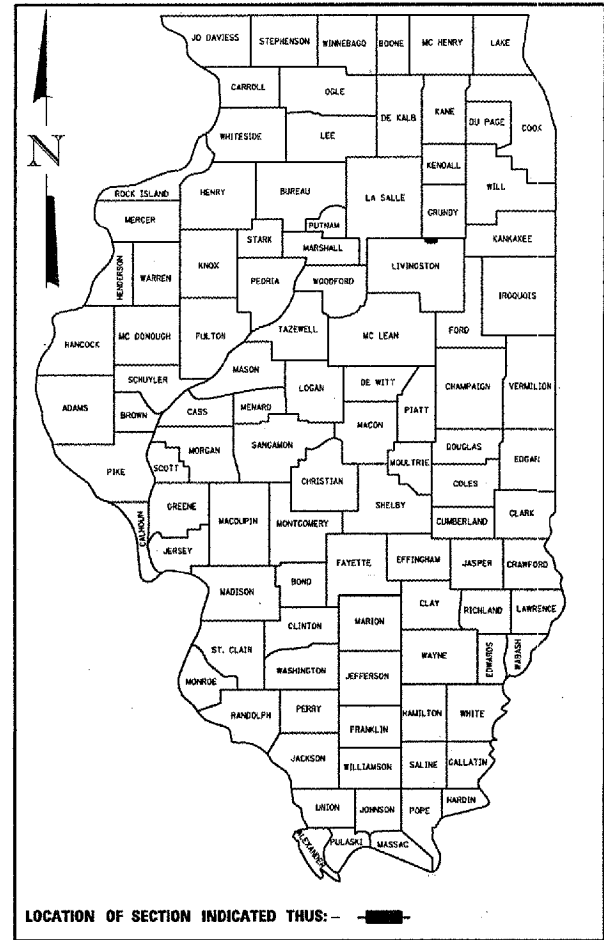 JO DAVIESS
STEPHENSON
WINNEBAGO
BOONE
MC HENRY
LAKE
CARROLL
OGLE
DE KALB
KANE
DU PAGE
COOK
WHITESIDE
LEE
KENDALL
WILL
ROCK ISLAND
HENRY
BUREAU
LA SALLE
GRUNDY
MERCER
PUTNAM
STARK
MARSHALL
KANKAKEE
N
HENDERSON
WARREN
KNOX
PEORIA
WOODFORD
LIVINGSTON
IROQUOIS
HANCOCK
MC DONOUGH
FULTON
TAZEWELL
MC LEAN
FORD
MASON
SCHUYLER
LOGAN
DE WITT
CHAMPAIGN
VERMILION
ADAMS
BROWN
CASS
MENARD
MACON
PIATT
MORGAN
SANGAMON
DOUGLAS
EDGAR
PIKE
SCOTT
CHRISTIAN
MOULTRIE
COLES
CALHOUN
GREENE
MACOUPIN
MONTGOMERY
SHELBY
CUMBERLAND
CLARK
JERSEY
FAYETTE
EFFINGHAM
JASPER
CRAWFORD
MADISON
BOND
CLAY
RICHLAND
LAWRENCE
CLINTON
MARION
ST. CLAIR
WAYNE
EDWARDS
WABASH
WASHINGTON
JEFFERSON
MONROE
RANDOLPH
PERRY
HAMILTON
WHITE
FRANKLIN
JACKSON
WILLIAMSON
SALINE
GALLATIN
UNION
JOHNSON
POPE
HARDIN
ALEXANDER
PULASKI
MASSAC
LOCATION OF SECTION INDICATED THUS: –